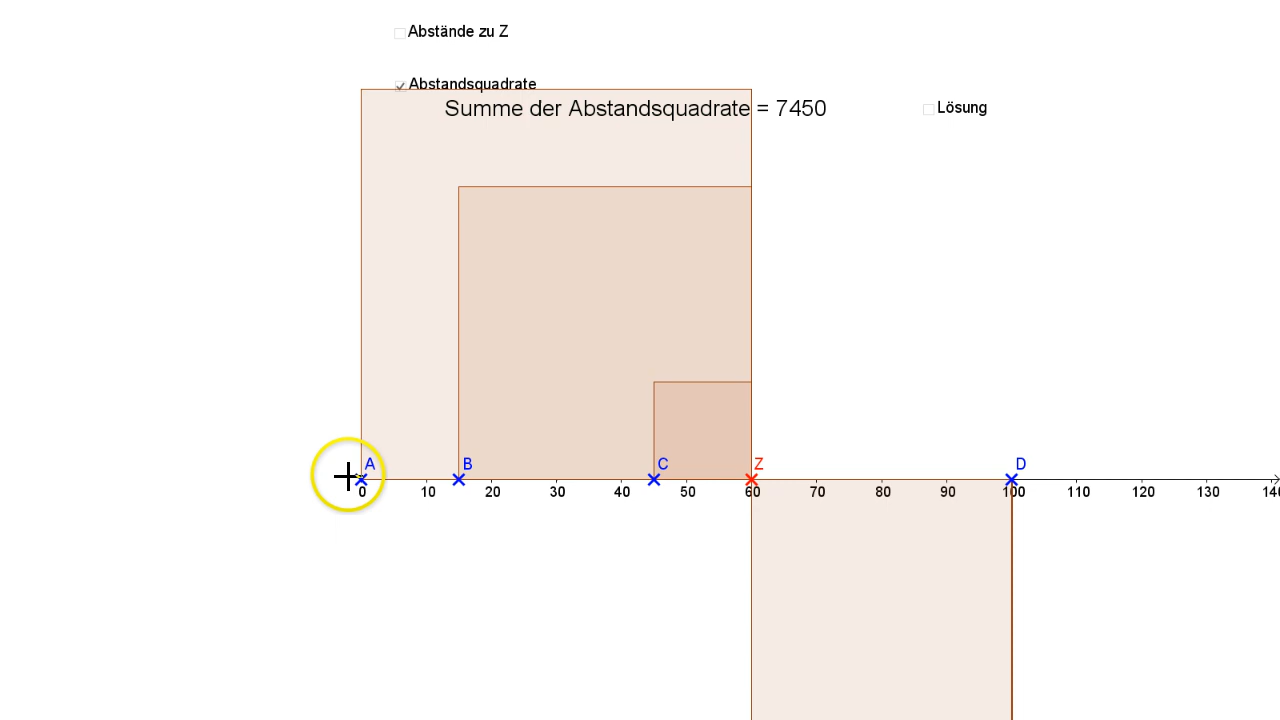 Abstände zu Z
Abstandsquadrate
Summe der Abstandsquadrate = 7450
Lösung
A B C Z D
0 10 20 30 40 50 60 70 80 90 100 110 120 130